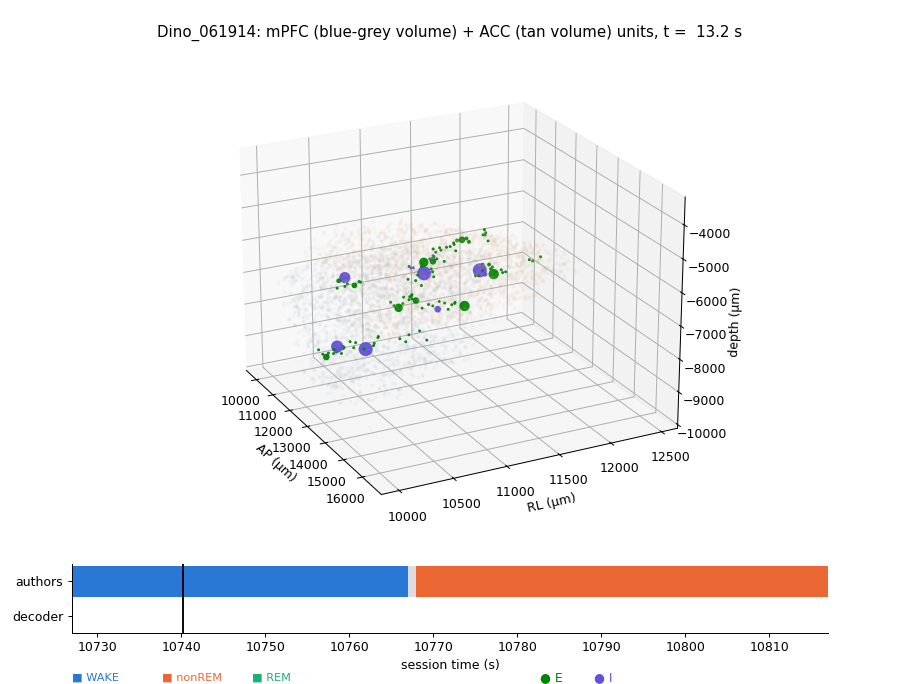 Dino_061914: mPFC (blue-grey volume) + ACC (tan volume) units, t =  13.2 s
−4000
−5000
−6000
−7000
−8000
−9000
−10000
depth (μm)
10000
11000
12000
13000
14000
15000
16000
AP (μm)
10000
10500
11000
11500
12000
12500
RL (μm)
authors
decoder
10730 10740 10750 10760 10770 10780 10790 10800 10810
session time (s)
WAKE nonREM REM E I